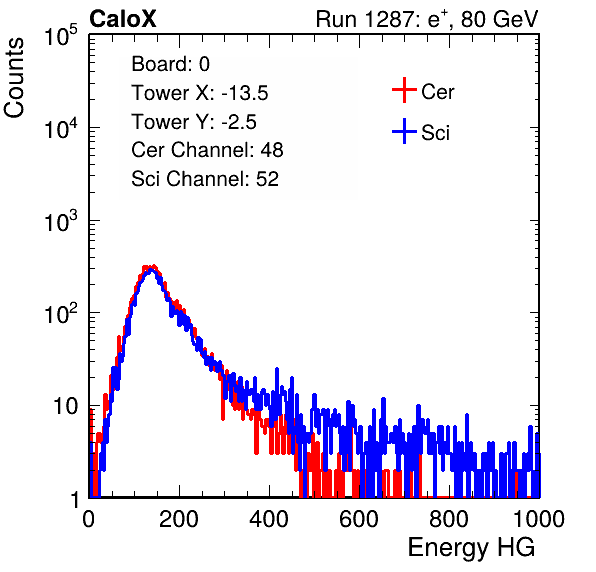 CaloX Run 1287: e⁺, 80 GeV
Counts
10⁵
10⁴
10³
10²
10
1
Board: 0
Tower X: -13.5
Tower Y: -2.5
Cer Channel: 48
Sci Channel: 52
Cer
Sci
0 200 400 600 800 1000
Energy HG